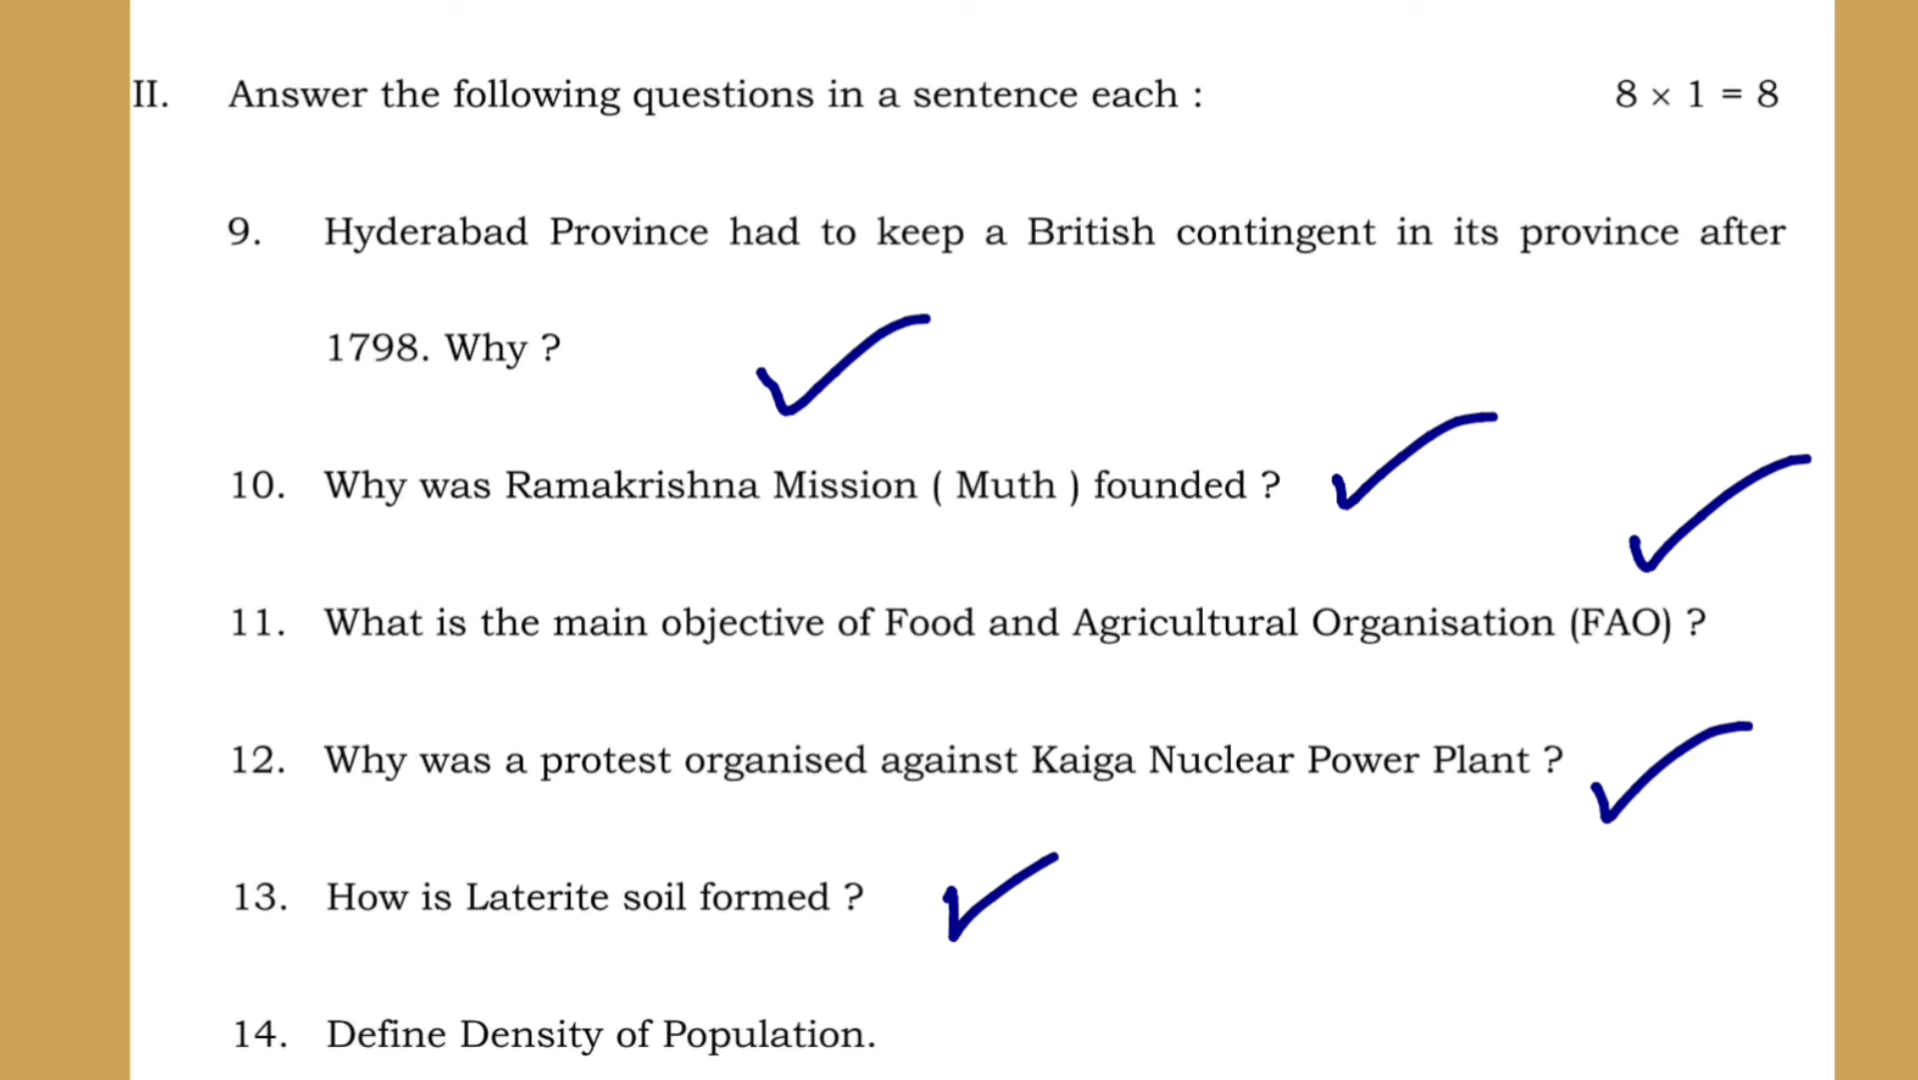 II. Answer the following questions in a sentence each : 8 × 1 = 8
9. Hyderabad Province had to keep a British contingent in its province after
1798. Why ?
10. Why was Ramakrishna Mission ( Muth ) founded ?
11. What is the main objective of Food and Agricultural Organisation (FAO) ?
12. Why was a protest organised against Kaiga Nuclear Power Plant ?
13. How is Laterite soil formed ?
14. Define Density of Population.